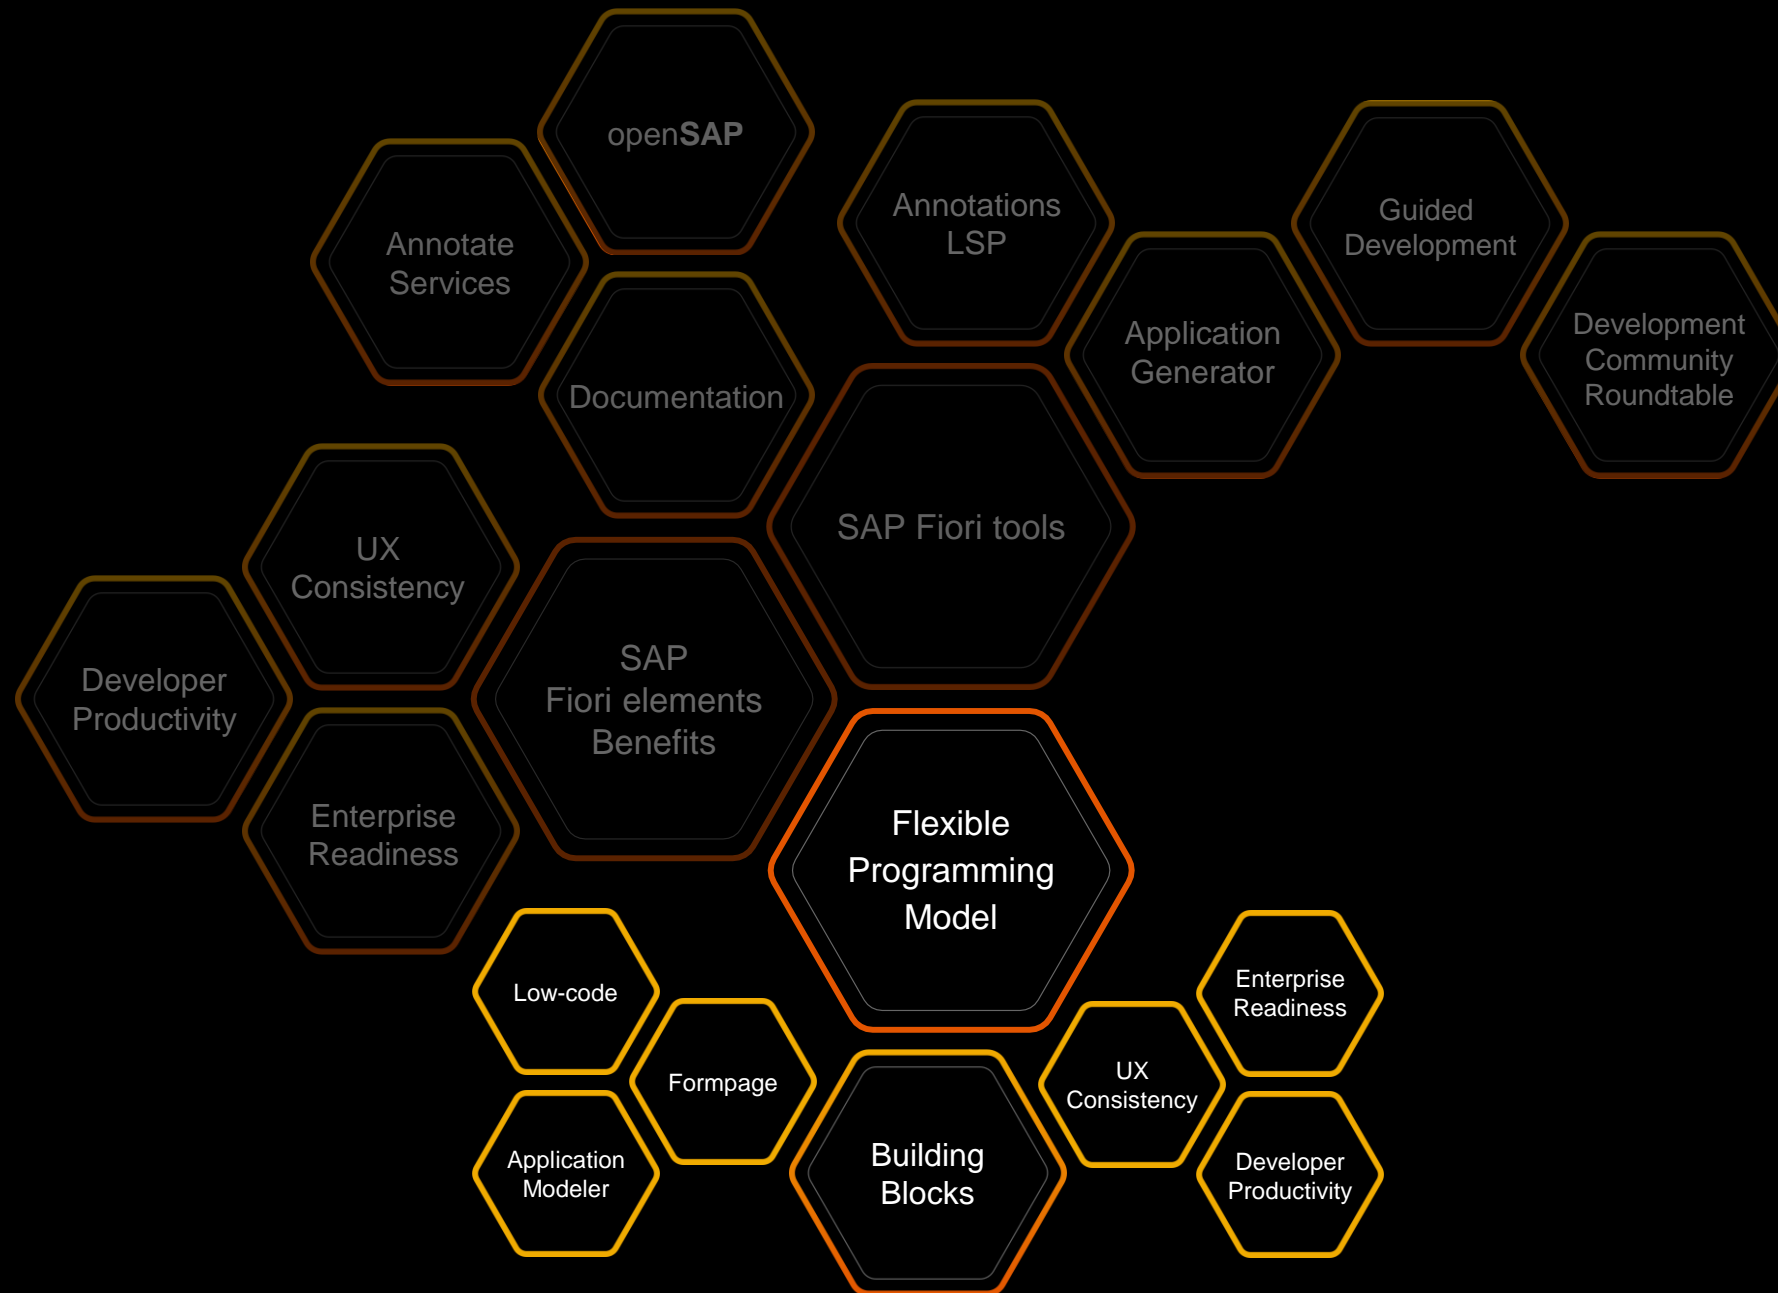 openSAP
Annotate
Services
Annotations
LSP
Guided
Development
Application
Generator
Development
Community
Roundtable
Documentation
SAP Fiori tools
UX
Consistency
Developer
Productivity
SAP
Fiori elements
Benefits
Enterprise
Readiness
Flexible
Programming
Model
Low-code
Formpage
Application
Modeler
Building
Blocks
UX
Consistency
Enterprise
Readiness
Developer
Productivity